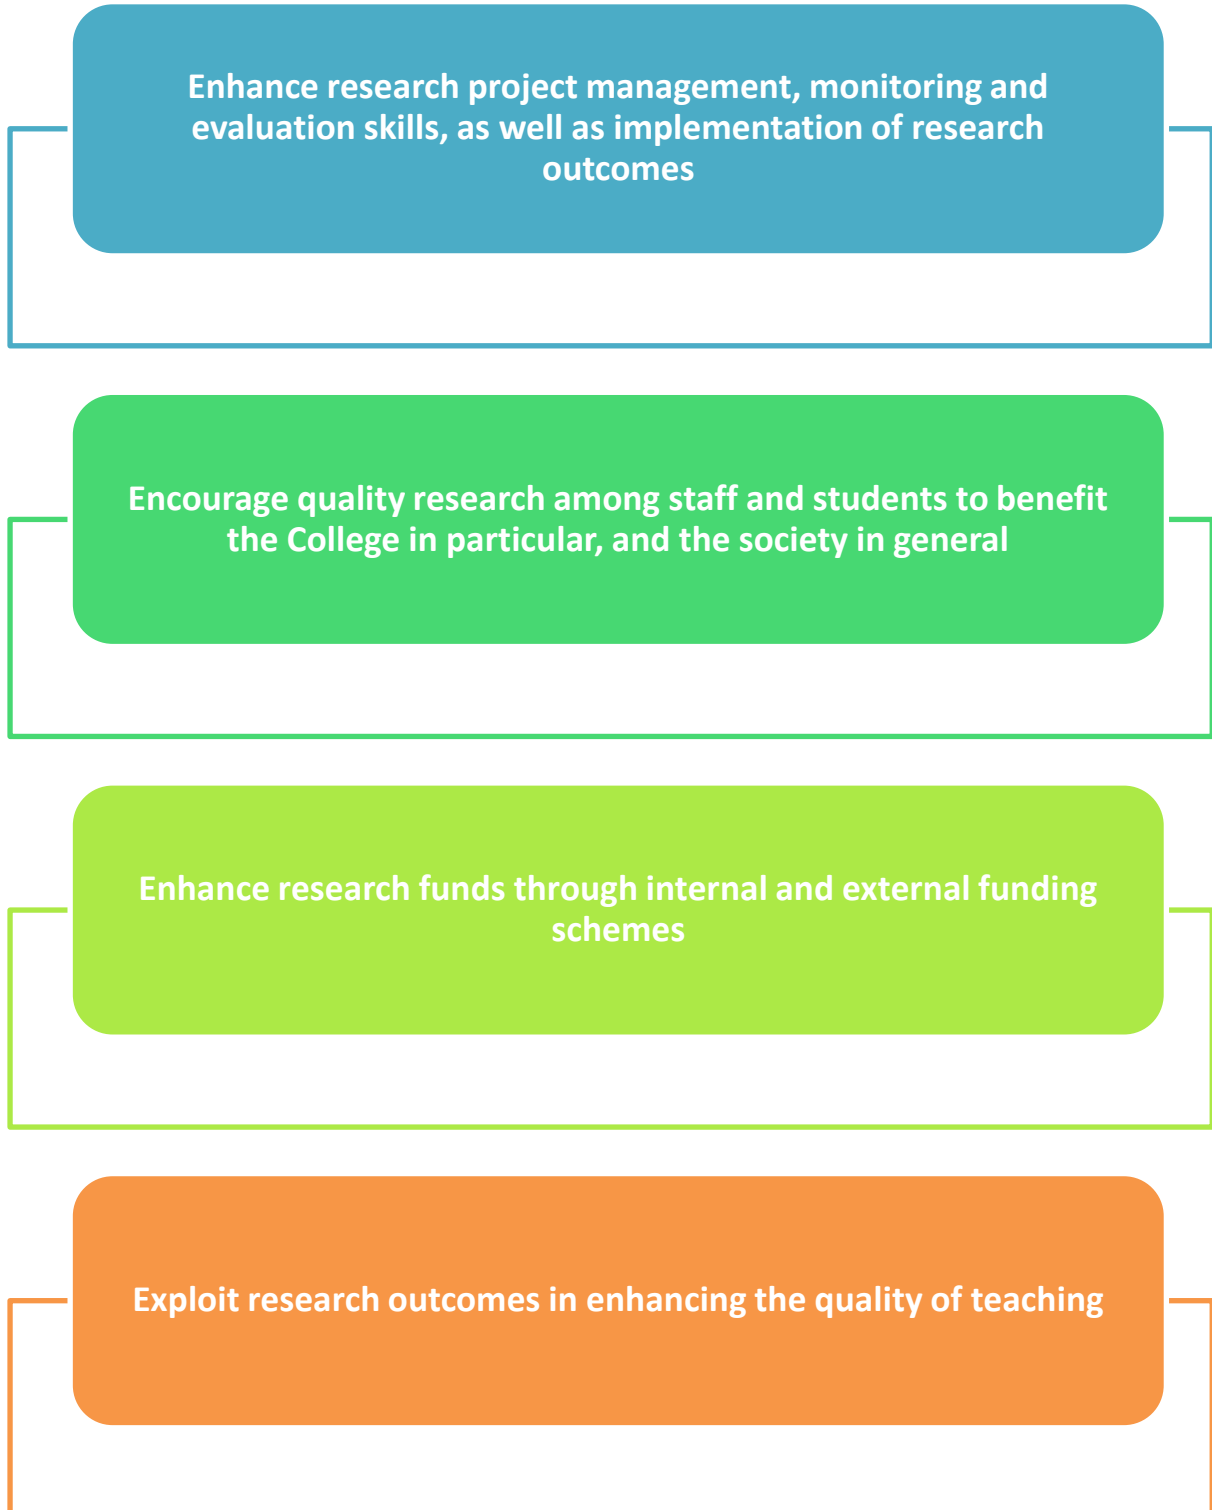 Enhance research project management, monitoring and
evaluation skills, as well as implementation of research
outcomes
Encourage quality research among staff and students to benefit
the College in particular, and the society in general
Enhance research funds through internal and external funding
schemes
Exploit research outcomes in enhancing the quality of teaching